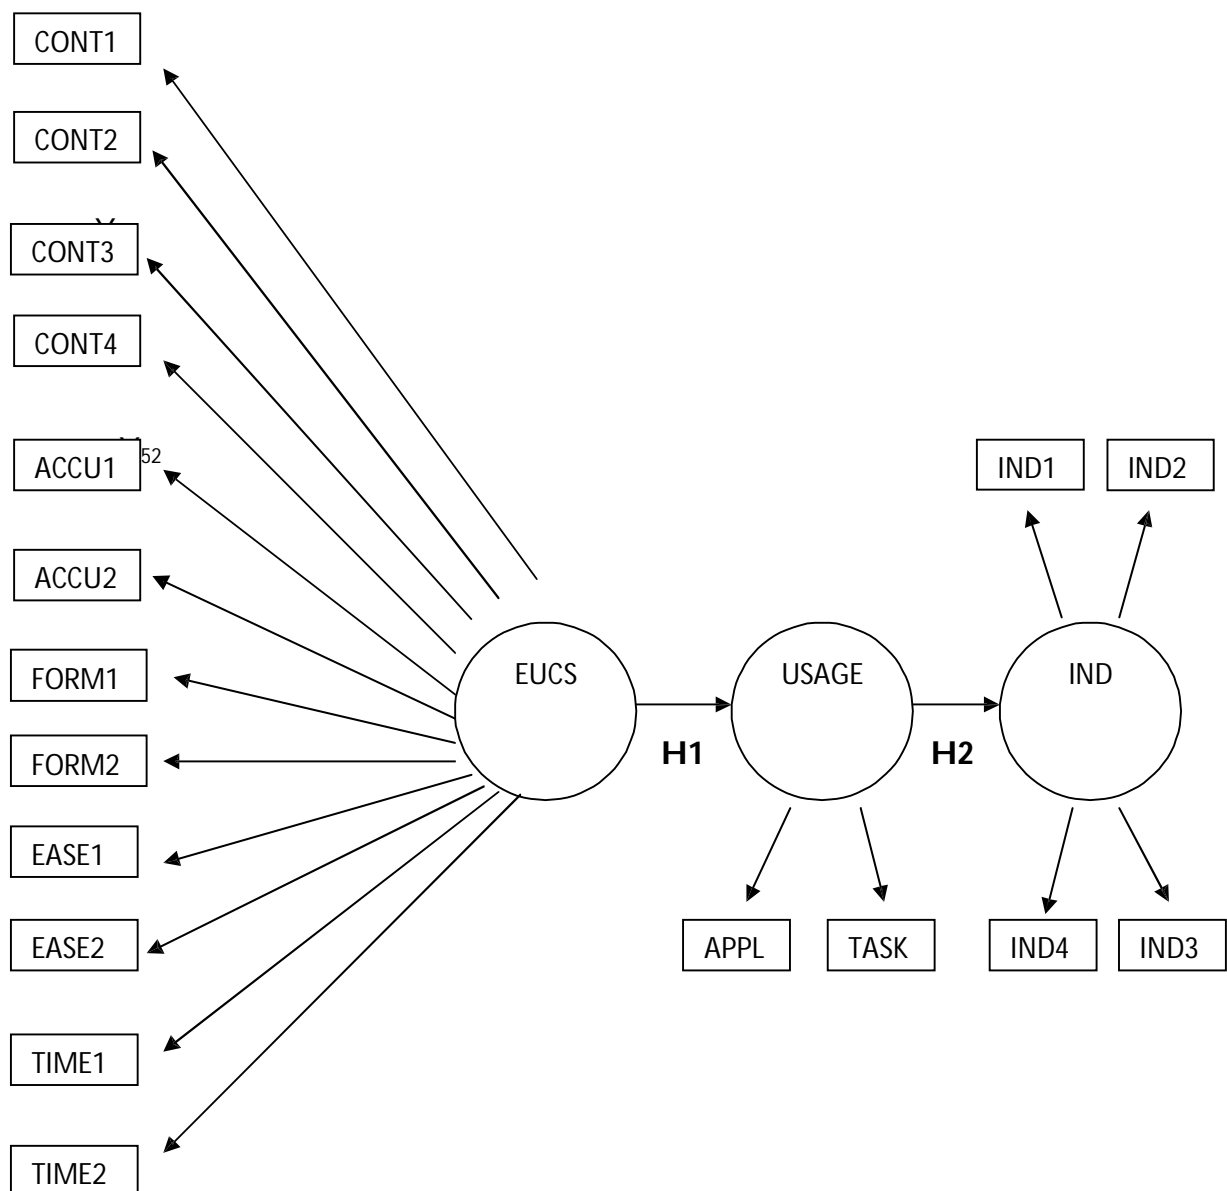 CONT1
CONT2
CONT3
CONT4
ACCU1
52
ACCU2
FORM1
FORM2
EASE1
EASE2
TIME1
TIME2
EUCS
H1
USAGE
H2
IND
IND1
IND2
APPL
TASK
IND4
IND3